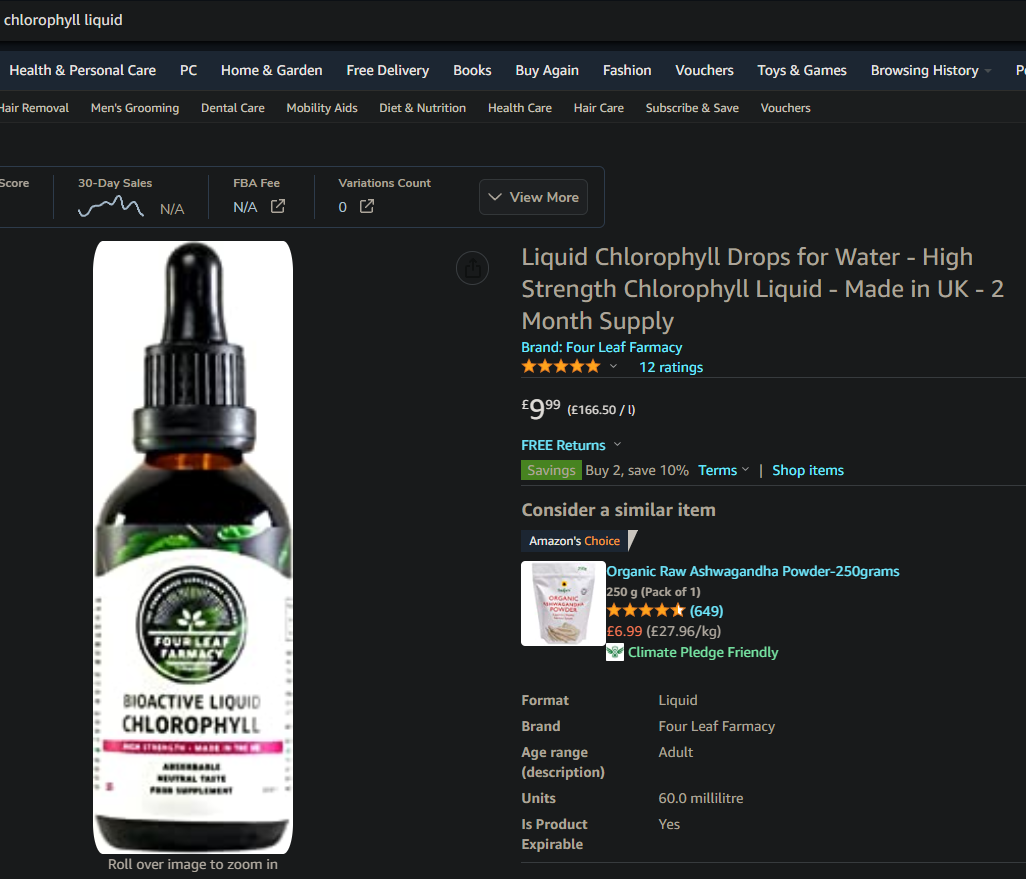 chlorophyll liquid
Health & Personal Care PC Home & Garden Free Delivery Books Buy Again Fashion Vouchers Toys & Games Browsing History
Hair Removal Men's Grooming Dental Care Mobility Aids Diet & Nutrition Health Care Hair Care Subscribe & Save Vouchers
Score 30-Day Sales FBA Fee Variations Count
N/A N/A 0 View More
Liquid Chlorophyll Drops for Water - High
Strength Chlorophyll Liquid - Made in UK - 2
Month Supply
Brand: Four Leaf Farmacy
12 ratings
£9.99 (£166.50 / l)
FREE Returns
Savings Buy 2, save 10% Terms | Shop items
Consider a similar item
Amazon's Choice
Organic Raw Ashwagandha Powder-250grams
250 g (Pack of 1)
(649)
£6.99 (£27.96/kg)
Climate Pledge Friendly
ORGANIC
ASHWAGANDHA
POWDER
Format Liquid
Brand Four Leaf Farmacy
Age range Adult
(description)
Units 60.0 millilitre
Is Product Yes
Expirable
FOUR LEAF
FARMACY
BIOACTIVE LIQUID
CHLOROPHYLL
HIGH STRENGTH - MADE IN THE UK
ABSORBABLE
NEUTRAL TASTE
FOOD SUPPLEMENT
Roll over image to zoom in